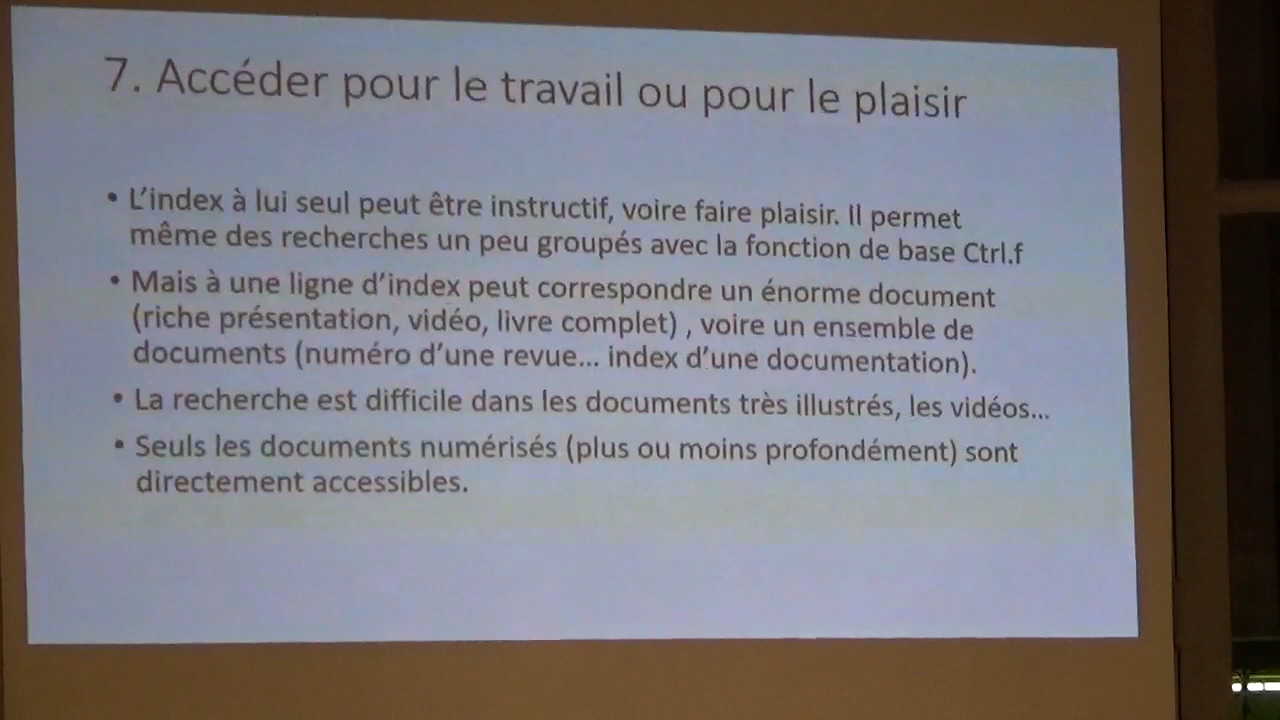 7. Accéder pour le travail ou pour le plaisir
• L'index à lui seul peut être instructif, voire faire plaisir. Il permet
même des recherches un peu groupés avec la fonction de base Ctrl.f
• Mais à une ligne d'index peut correspondre un énorme document
(riche présentation, vidéo, livre complet) , voire un ensemble de
documents (numéro d'une revue... index d'une documentation).
• La recherche est difficile dans les documents très illustrés, les vidéos...
• Seuls les documents numérisés (plus ou moins profondément) sont
directement accessibles.